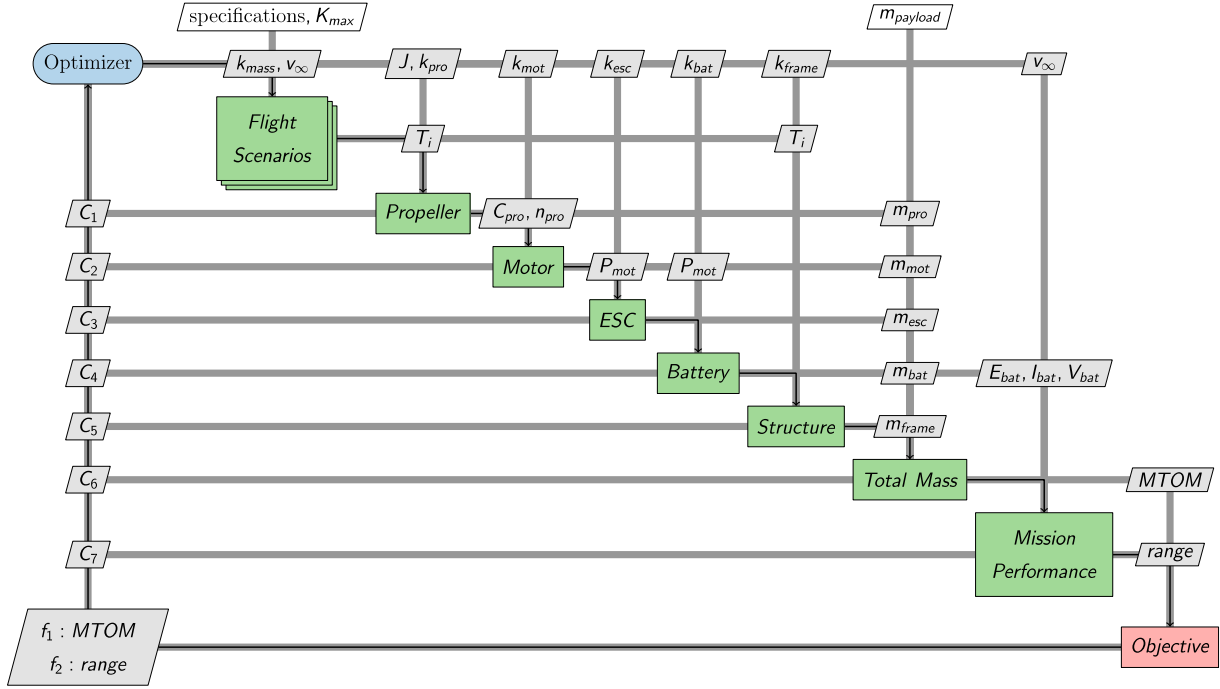 specifications, K_max
m_payload
Optimizer
k_mass, v_∞
J, k_pro
k_mot
k_esc
k_bat
k_frame
v_∞
Flight
Scenarios
T_i
T_i
C_1
Propeller
C_pro, n_pro
m_pro
C_2
Motor
P_mot
P_mot
m_mot
C_3
ESC
m_esc
C_4
Battery
m_bat
E_bat, I_bat, V_bat
C_5
Structure
m_frame
C_6
Total Mass
MTOM
C_7
Mission
Performance
range
f_1 : MTOM
f_2 : range
Objective